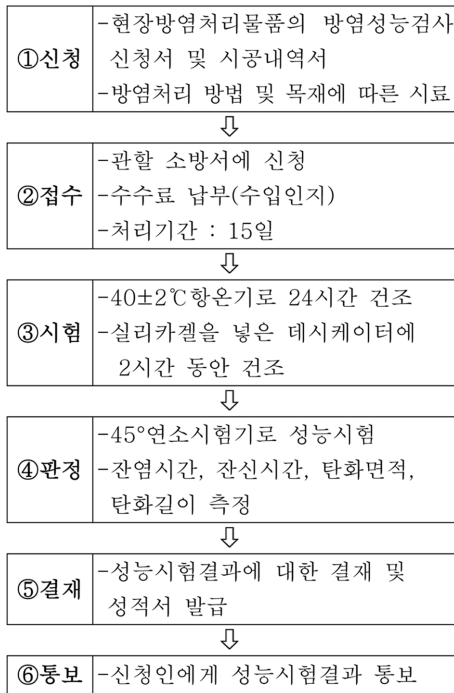 ①신청
-현장방염처리물품의 방염성능검사
신청서 및 시공내역서
-방염처리 방법 및 목재에 따른 시료
⇩
②접수
-관할 소방서에 신청
-수수료 납부(수입인지)
-처리기간 : 15일
⇩
③시험
-40±2℃항온기로 24시간 건조
-실리카겔을 넣은 데시케이터에
2시간 동안 건조
⇩
④판정
-45°연소시험기로 성능시험
-잔염시간, 잔신시간, 탄화면적,
탄화길이 측정
⇩
⑤결재
-성능시험결과에 대한 결재 및
성적서 발급
⇩
⑥통보
-신청인에게 성능시험결과 통보